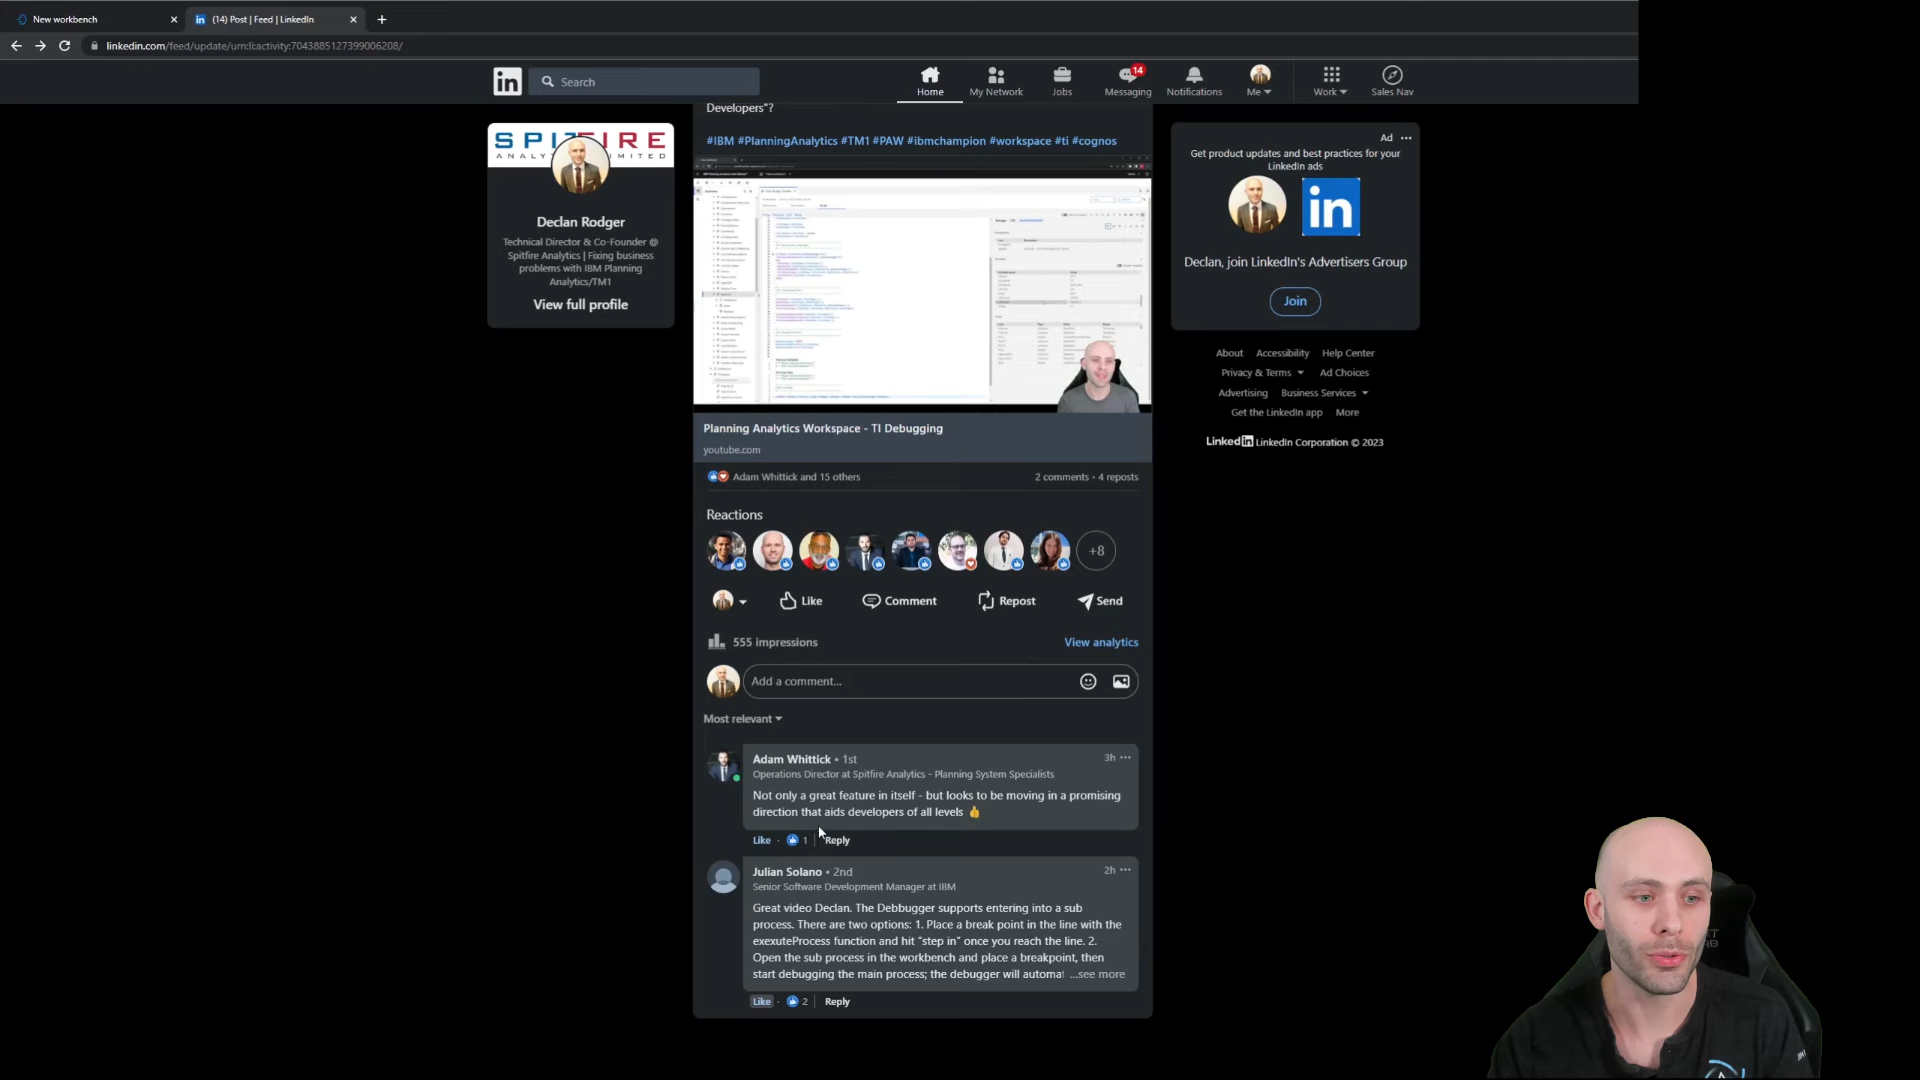 New workbench
(14) Post | Feed | LinkedIn
linkedin.com/feed/update/urn:li:activity:7043885127399006208/
in
Search
Home
My Network
Jobs
14
Messaging
Notifications
Me
Work
Sales Nav
SPITFIRE
Declan Rodger
Technical Director & Co-Founder @
Spitfire Analytics | Fixing business
problems with IBM Planning
Analytics/TM1
View full profile
Developers"?
#IBM #PlanningAnalytics #TM1 #PAW #ibmchampion #workspace #ti #cognos
Planning Analytics Workspace - TI Debugging
youtube.com
Adam Whittick and 15 others
2 comments • 4 reposts
Reactions
+8
Like
Comment
Repost
Send
555 impressions
View analytics
Add a comment...
Most relevant
Adam Whittick • 1st
3h
Operations Director at Spitfire Analytics - Planning System Specialists
Not only a great feature in itself - but looks to be moving in a promising
direction that aids developers of all levels 👍
Like · 1 | Reply
Julian Solano • 2nd
2h
Senior Software Development Manager at IBM
Great video Declan. The Debbugger supports entering into a sub
process. There are two options: 1. Place a break point in the line with the
exexuteProcess function and hit "step in" once you reach the line. 2.
Open the sub process in the workbench and place a breakpoint, then
start debugging the main process; the debugger will automat ...see more
Like · 2 | Reply
Ad
Get product updates and best practices for your
LinkedIn ads
in
Declan, join LinkedIn's Advertisers Group
Join
About Accessibility Help Center
Privacy & Terms Ad Choices
Advertising Business Services
Get the LinkedIn app More
LinkedIn LinkedIn Corporation © 2023